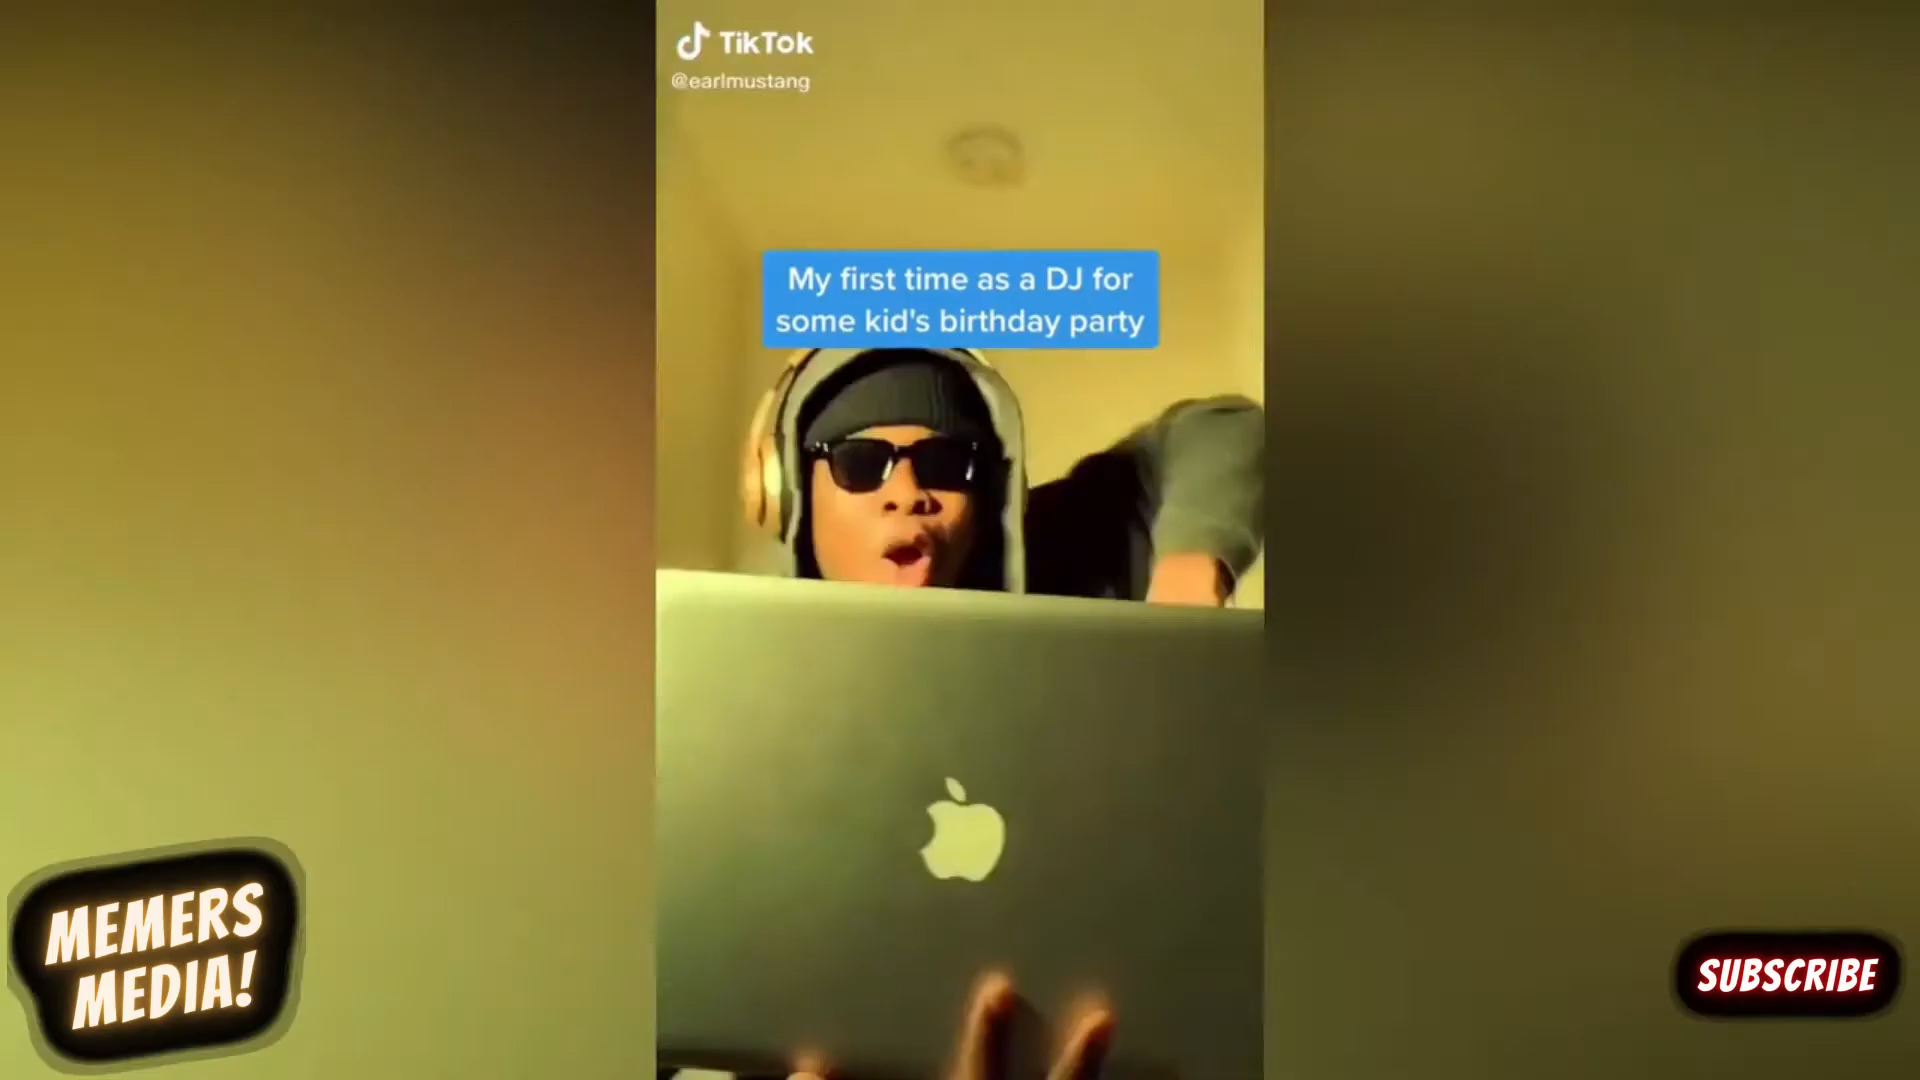 TikTok
@earlmustang
My first time as a DJ for
some kid's birthday party
MEMERS
MEDIA!
SUBSCRIBE